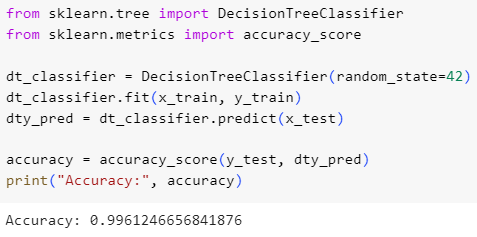 from sklearn.tree import DecisionTreeClassifier
from sklearn.metrics import accuracy_score
dt_classifier = DecisionTreeClassifier(random_state=42)
dt_classifier.fit(x_train, y_train)
dty_pred = dt_classifier.predict(x_test)
accuracy = accuracy_score(y_test, dty_pred)
print("Accuracy:", accuracy)
Accuracy: 0.9961246656841876